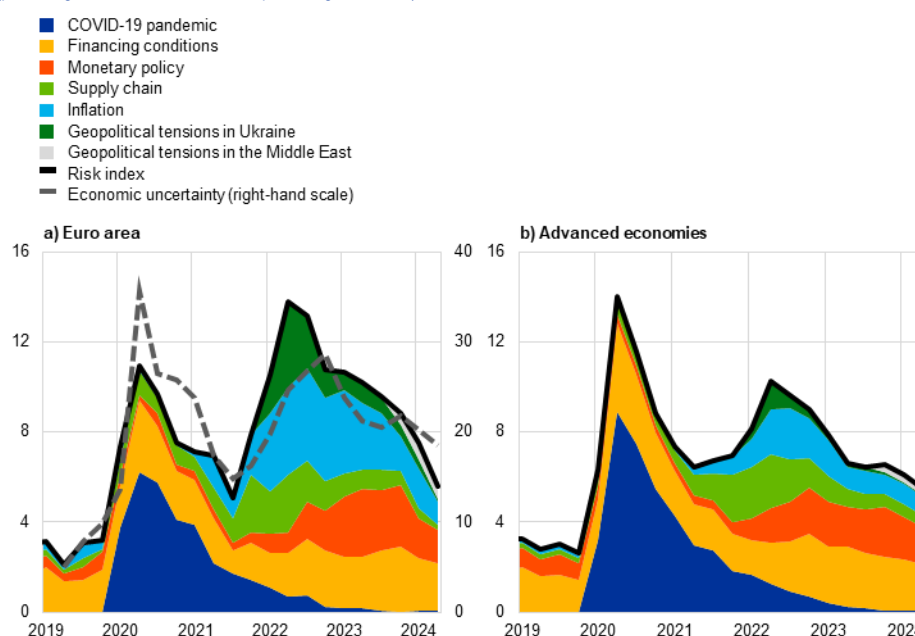 COVID-19 pandemic
Financing conditions
Monetary policy
Supply chain
Inflation
Geopolitical tensions in Ukraine
Geopolitical tensions in the Middle East
Risk index
Economic uncertainty (right-hand scale)
a) Euro area
b) Advanced economies
16 40 16
12 30 12
8 20 8
4 10 4
0 0 0
2019 2020 2021 2022 2023 2024 2019 2020 2021 2022 2023